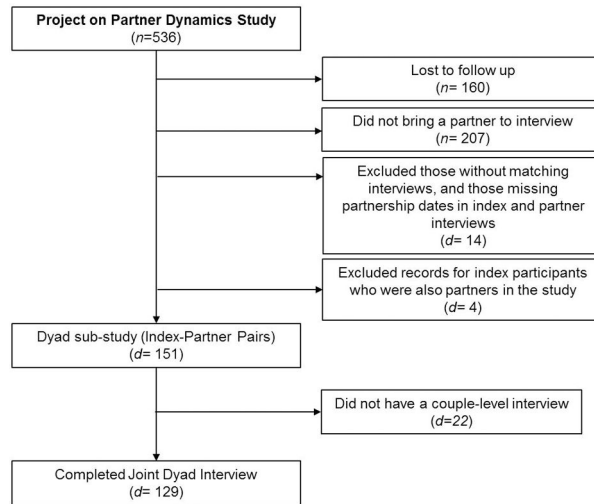 Project on Partner Dynamics Study
(n=536)
Lost to follow up
(n= 160)
Did not bring a partner to interview
(n= 207)
Excluded those without matching
interviews, and those missing
partnership dates in index and partner
interviews
(d= 14)
Excluded records for index participants
who were also partners in the study
(d= 4)
Dyad sub-study (Index-Partner Pairs)
(d= 151)
Did not have a couple-level interview
(d=22)
Completed Joint Dyad Interview
(d= 129)